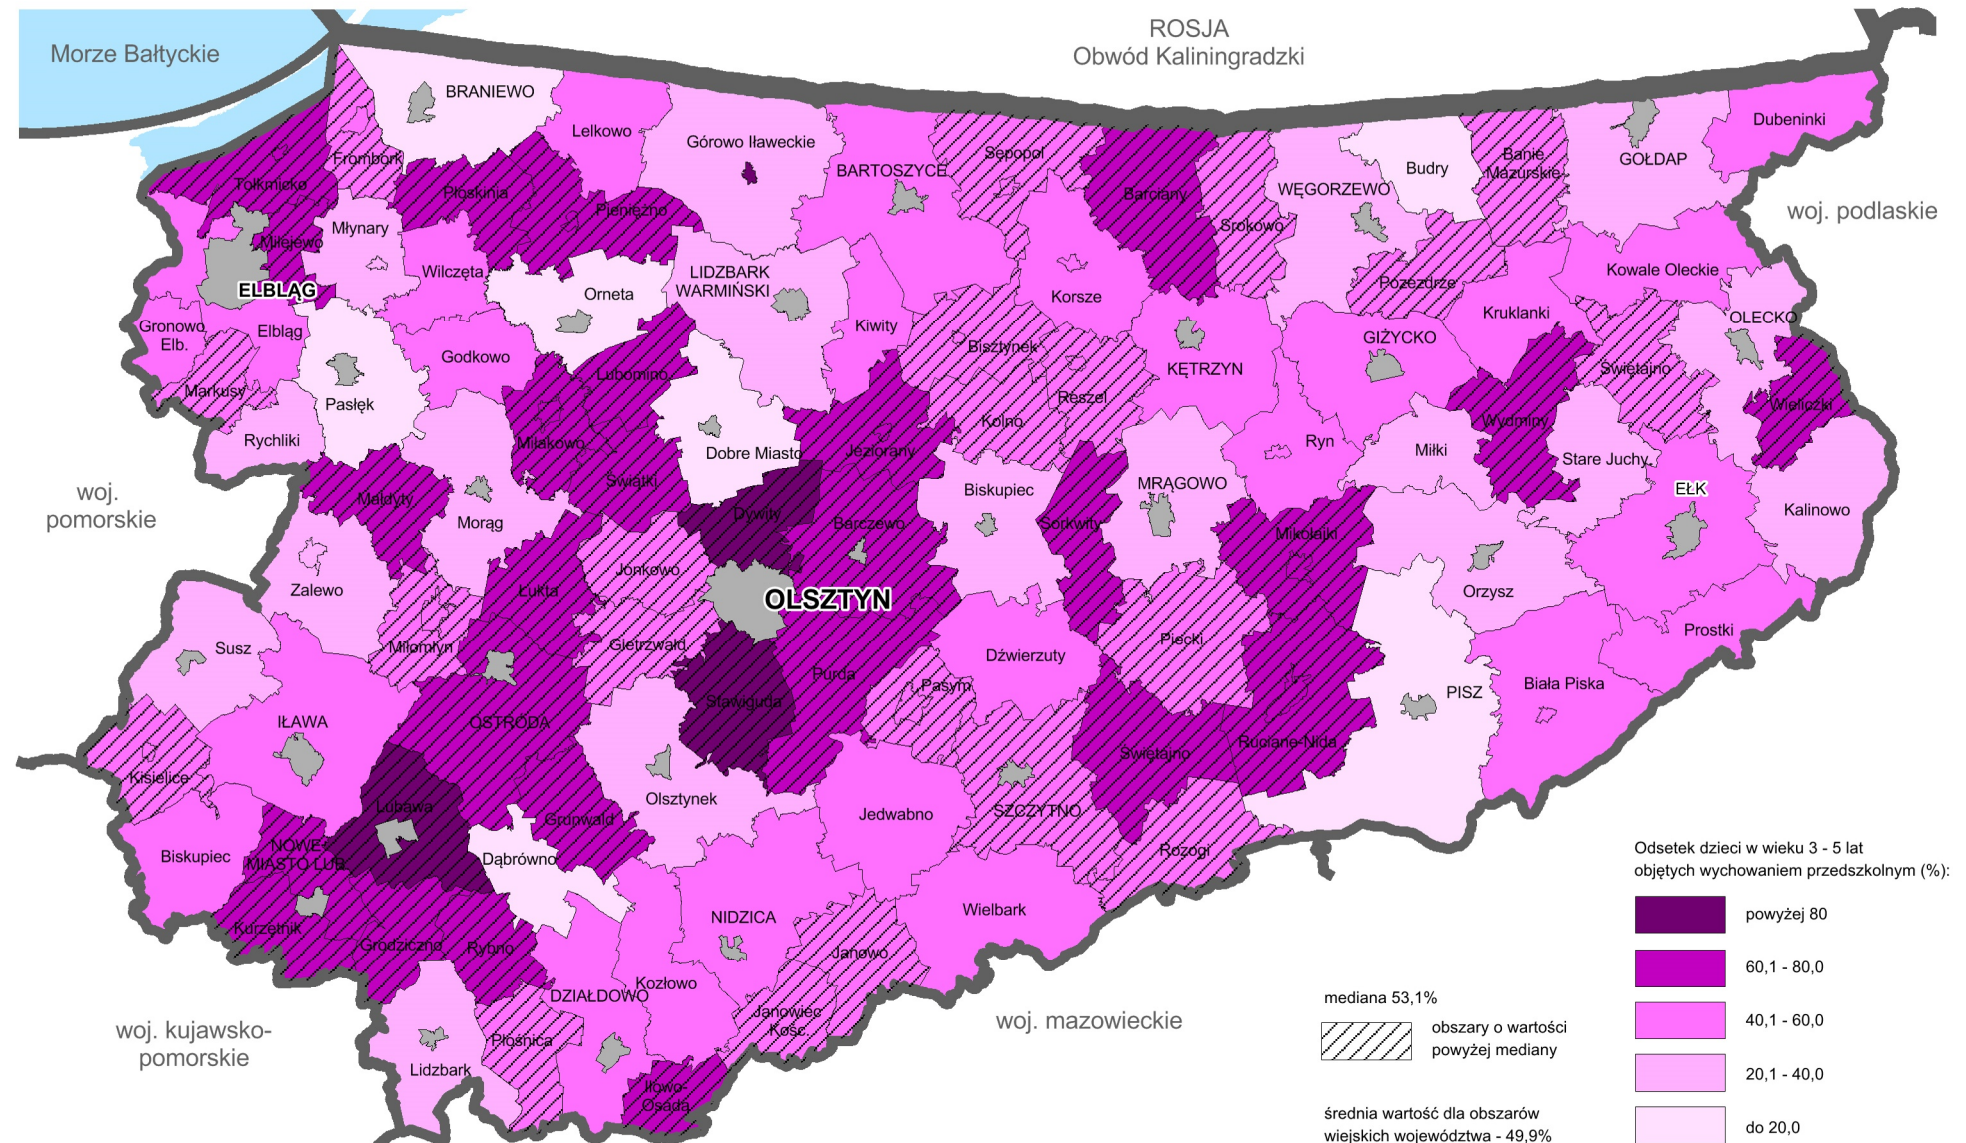 Morze Bałtyckie
ROSJA
Obwód Kaliningradzki
BRANIEWO
Lelkowo
Górowo Iławeckie
BARTOSZYCE
Sępopol
Barciany
Srokowo
WĘGORZEWO
Budry
Banie
Mazurskie
GOŁDAP
Dubeninki
woj. podlaskie
Frombork
Tolkmicko
Płoskinia
Pieniężno
Młynary
Milejewo
Wilczęta
ELBLĄG
Orneta
LIDZBARK
WARMIŃSKI
Korsze
Pozezdrze
Kowale Oleckie
Kruklanki
OLECKO
Gronowo
Elb.
Elbląg
Godkowo
Kiwity
Bisztynek
KĘTRZYN
GIŻYCKO
Świętajno
Markusy
Pasłęk
Lubomino
Reszel
Kolno
Wydminy
Wieliczki
Rychliki
Miłakowo
Dobre Miasto
Jeziorany
Ryn
Miłki
Stare Juchy
Świątki
woj.
pomorskie
Małdyty
Morąg
Dywity
Barczewo
Biskupiec
Sorkwity
MRĄGOWO
Mikołajki
EŁK
Kalinowo
Zalewo
Łukta
Jonkowo
OLSZTYN
Orzysz
Susz
Miłomłyn
Gietrzwałd
Purda
Dźwierzuty
Piecki
Prostki
Biała Piska
Stawiguda
Pasym
PISZ
IŁAWA
OSTRÓDA
Kisielice
Świętajno
Ruciane-Nida
Lubawa
Grunwald
Olsztynek
Jedwabno
SZCZYTNO
Rozogi
Biskupiec
NOWE
MIASTO LUB.
Dąbrówno
Kurzętnik
Grodziczno
Rybno
NIDZICA
Wielbark
Janowo
DZIAŁDOWO
Kozłowo
Janowiec
Kośc.
Płośnica
Lidzbark
Iłowo-
Osada
woj. kujawsko-
pomorskie
woj. mazowieckie
mediana 53,1%
obszary o wartości
powyżej mediany
średnia wartość dla obszarów
wiejskich województwa - 49,9%
Odsetek dzieci w wieku 3 - 5 lat
objętych wychowaniem przedszkolnym (%):
powyżej 80
60,1 - 80,0
40,1 - 60,0
20,1 - 40,0
do 20,0